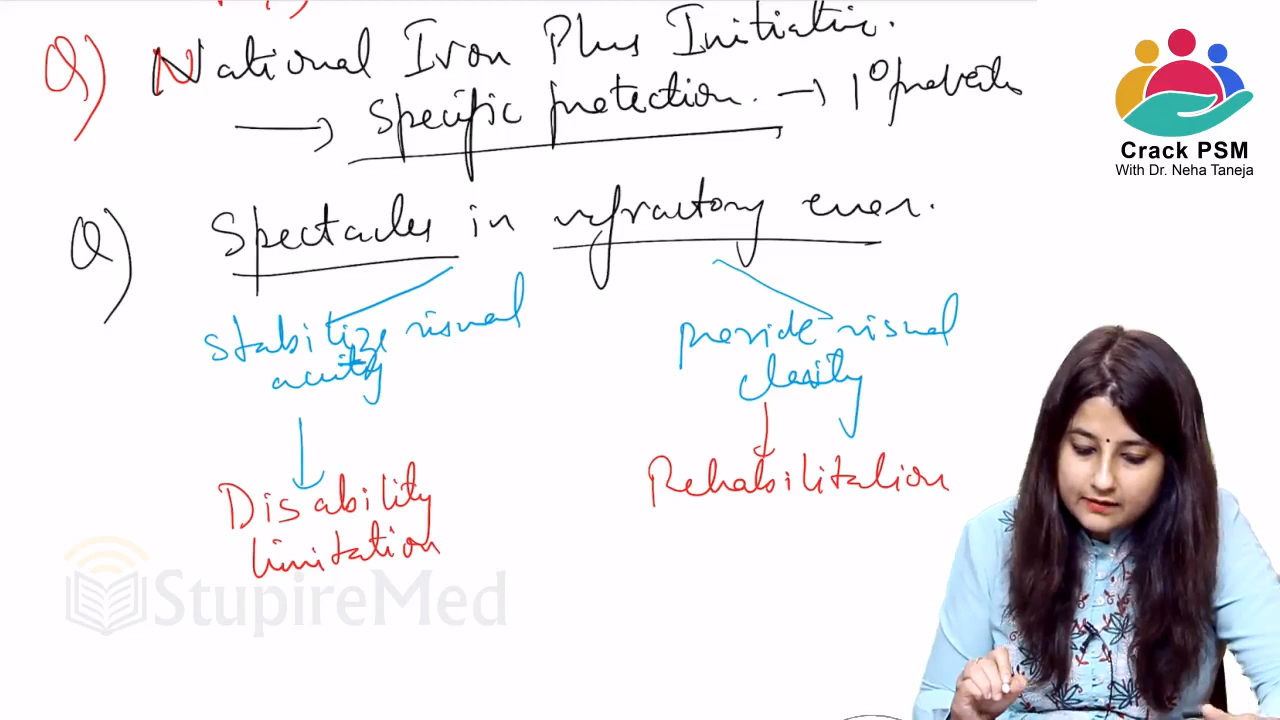 Q) National Iron Plus Initiative.
→ Specific protection. → 1° prevention
Q) Spectacles in refractory error.
stabilize visual
acuity
provide visual
clarity
Disability
limitation
Rehabilitation
Crack PSM
With Dr. Neha Taneja
StupireMed